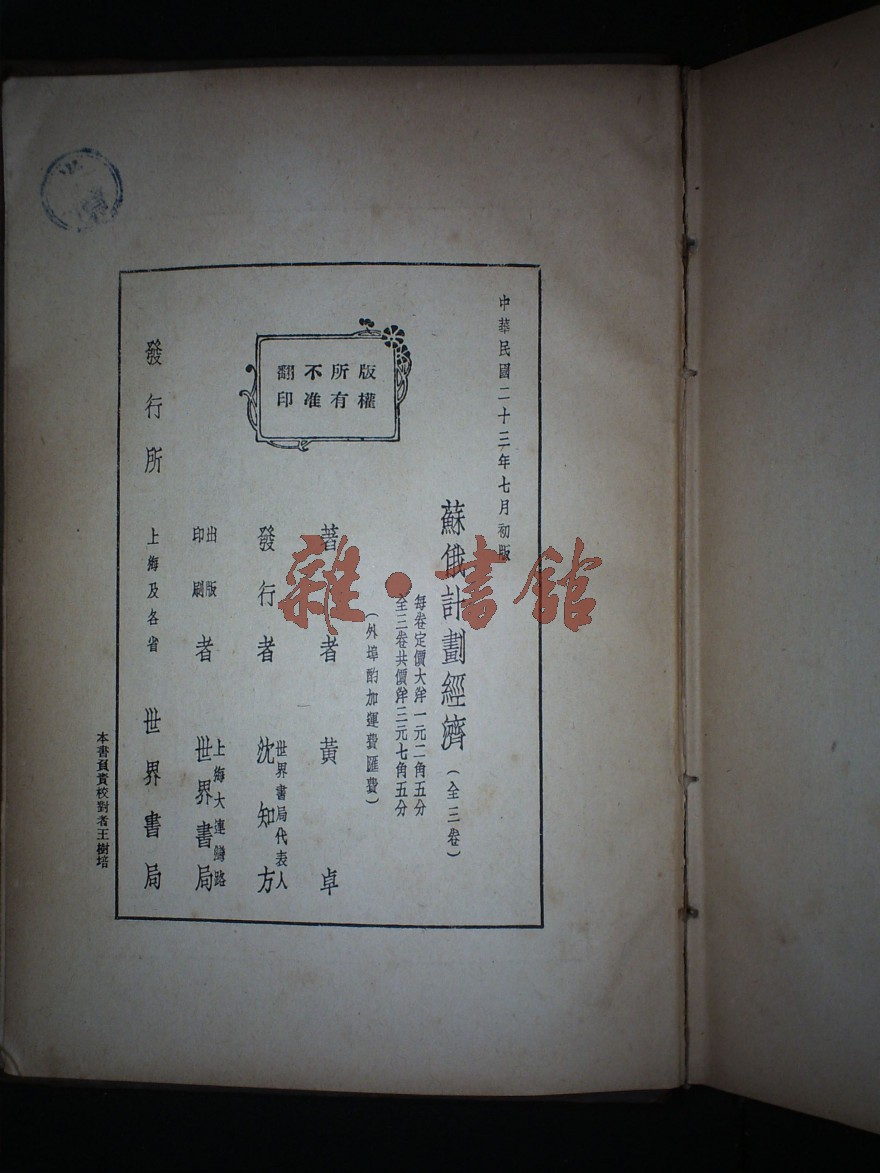 中華民國二十三年七月初版
蘇俄計劃經濟（全三卷）
每卷定價大洋一元二角五分
全三卷共價洋三元七角五分
（外埠酌加運費匯費）
版權
所有
不准
翻印
著者 黃卓
發行者 世界書局代表人 沈知方
出版印刷者 上海大連灣路 世界書局
發行所 上海及各省 世界書局
本書負責校對者王樹培
雜·書館